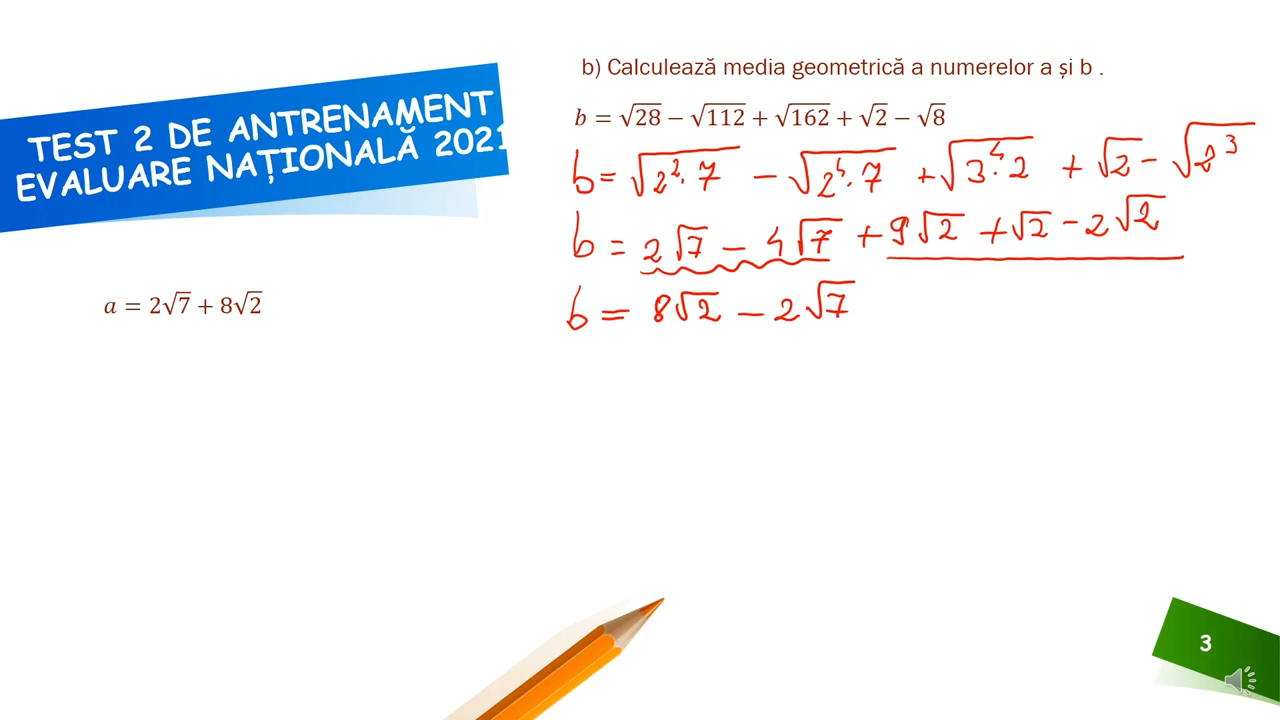 TEST 2 DE ANTRENAMENT
EVALUARE NAȚIONALĂ 2021
a = 2√7 + 8√2
b) Calculează media geometrică a numerelor a și b .
b = √28 − √112 + √162 + √2 − √8
b = √(2²·7) − √(2⁴·7) + √(3⁴·2) + √2 − √(2³)
b = 2√7 − 4√7 + 9√2 + √2 − 2√2
b = 8√2 − 2√7
3